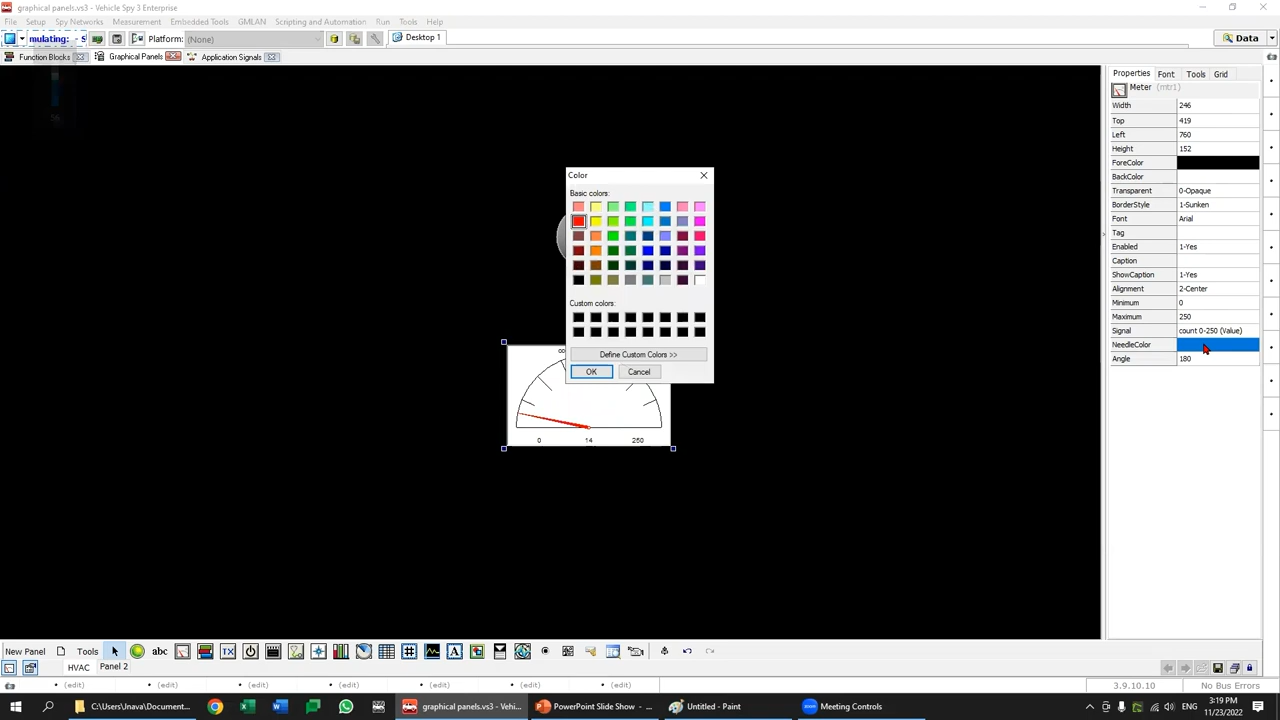 graphical panels.vs3 - Vehicle Spy 3 Enterprise
File Setup Spy Networks Measurement Embedded Tools GMLAN Scripting and Automation Run Tools Help
mulating: - S Platform: (None) Desktop 1 Data
Function Blocks Graphical Panels Application Signals
Properties Font Tools Grid
Meter (mtr1)
Width 246
Top 419
Left 760
Height 152
ForeColor
BackColor
Transparent 0-Opaque
BorderStyle 1-Sunken
Font Arial
Tag
Enabled 1-Yes
Caption
ShowCaption 1-Yes
Alignment 2-Center
Minimum 0
Maximum 250
Signal count 0-250 (Value)
NeedleColor
Angle 180
56
Color
Basic colors:
Custom colors:
Define Custom Colors >>
OK Cancel
0 14 250
New Panel Tools abc TX A
HVAC Panel 2
(edit) (edit) (edit) (edit) (edit) (edit) 3.9.10.10 No Bus Errors
C:\Users\Unava\Document... graphical panels.vs3 - Vehi... PowerPoint Slide Show - ... Untitled - Paint Meeting Controls ENG 3:19 PM
11/23/2022